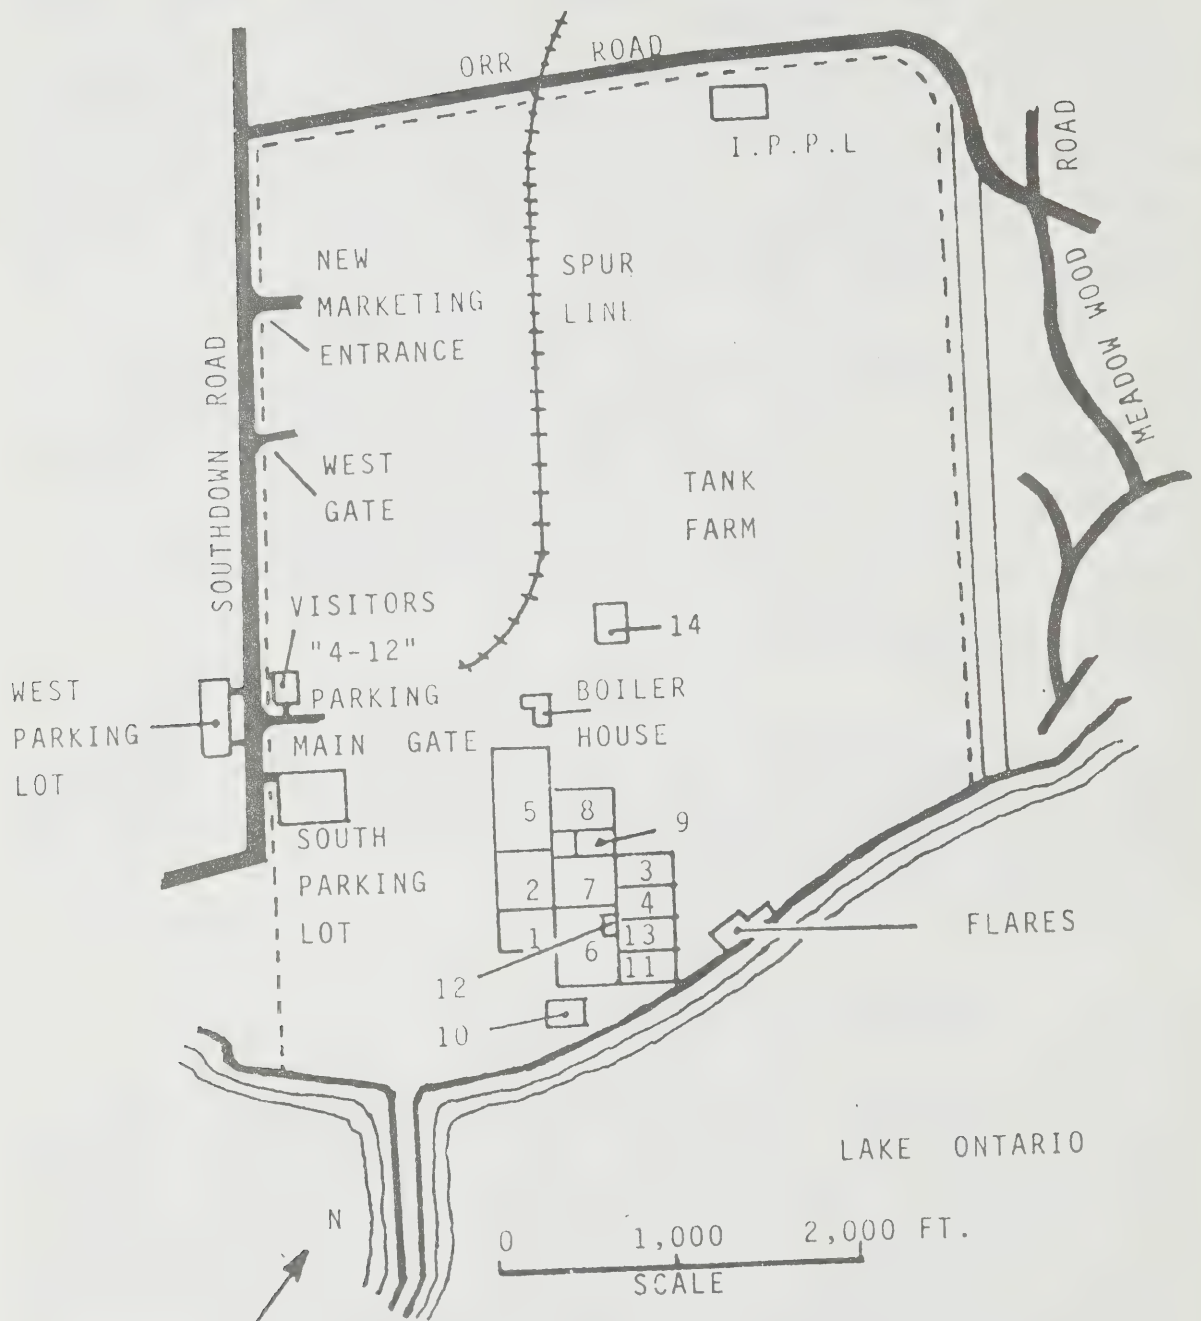 ORR ROAD
I.P.P.L
ROAD
MEADOW WOOD
NEW
MARKETING
ENTRANCE
SPUR
LINE
SOUTHDOWN ROAD
WEST
GATE
TANK
FARM
VISITORS
"4-12"
PARKING
14
WEST
PARKING
LOT
MAIN GATE
BOILER
HOUSE
SOUTH
PARKING
LOT
5
8
9
2
7
3
4
1
6
13
11
12
10
FLARES
LAKE ONTARIO
N
0 1,000 2,000 FT.
SCALE